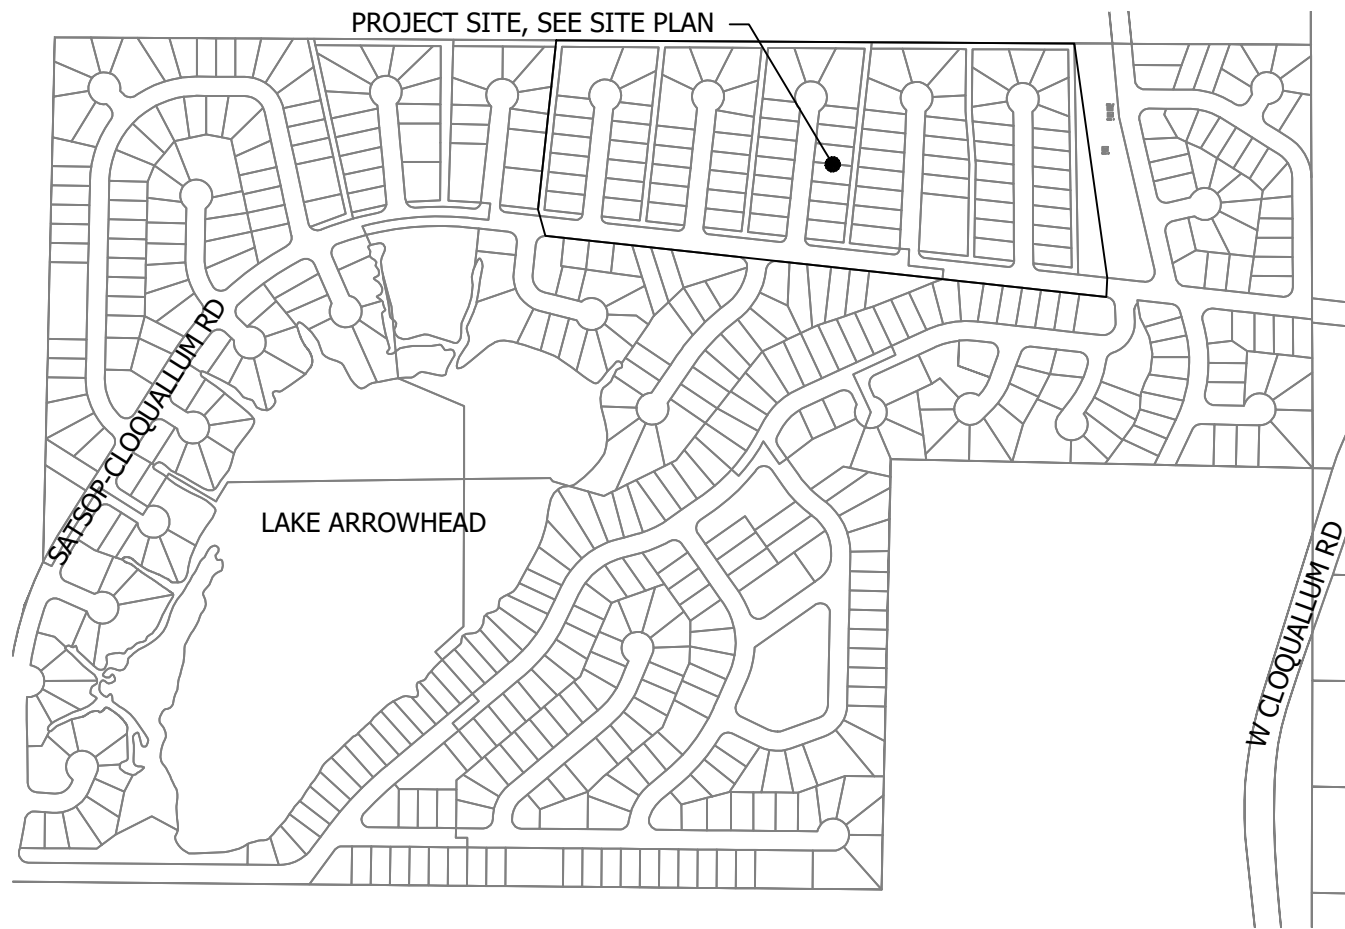 PROJECT SITE, SEE SITE PLAN
SATSOP-CLOQUALLUM RD
LAKE ARROWHEAD
W CLOQUALLUM RD